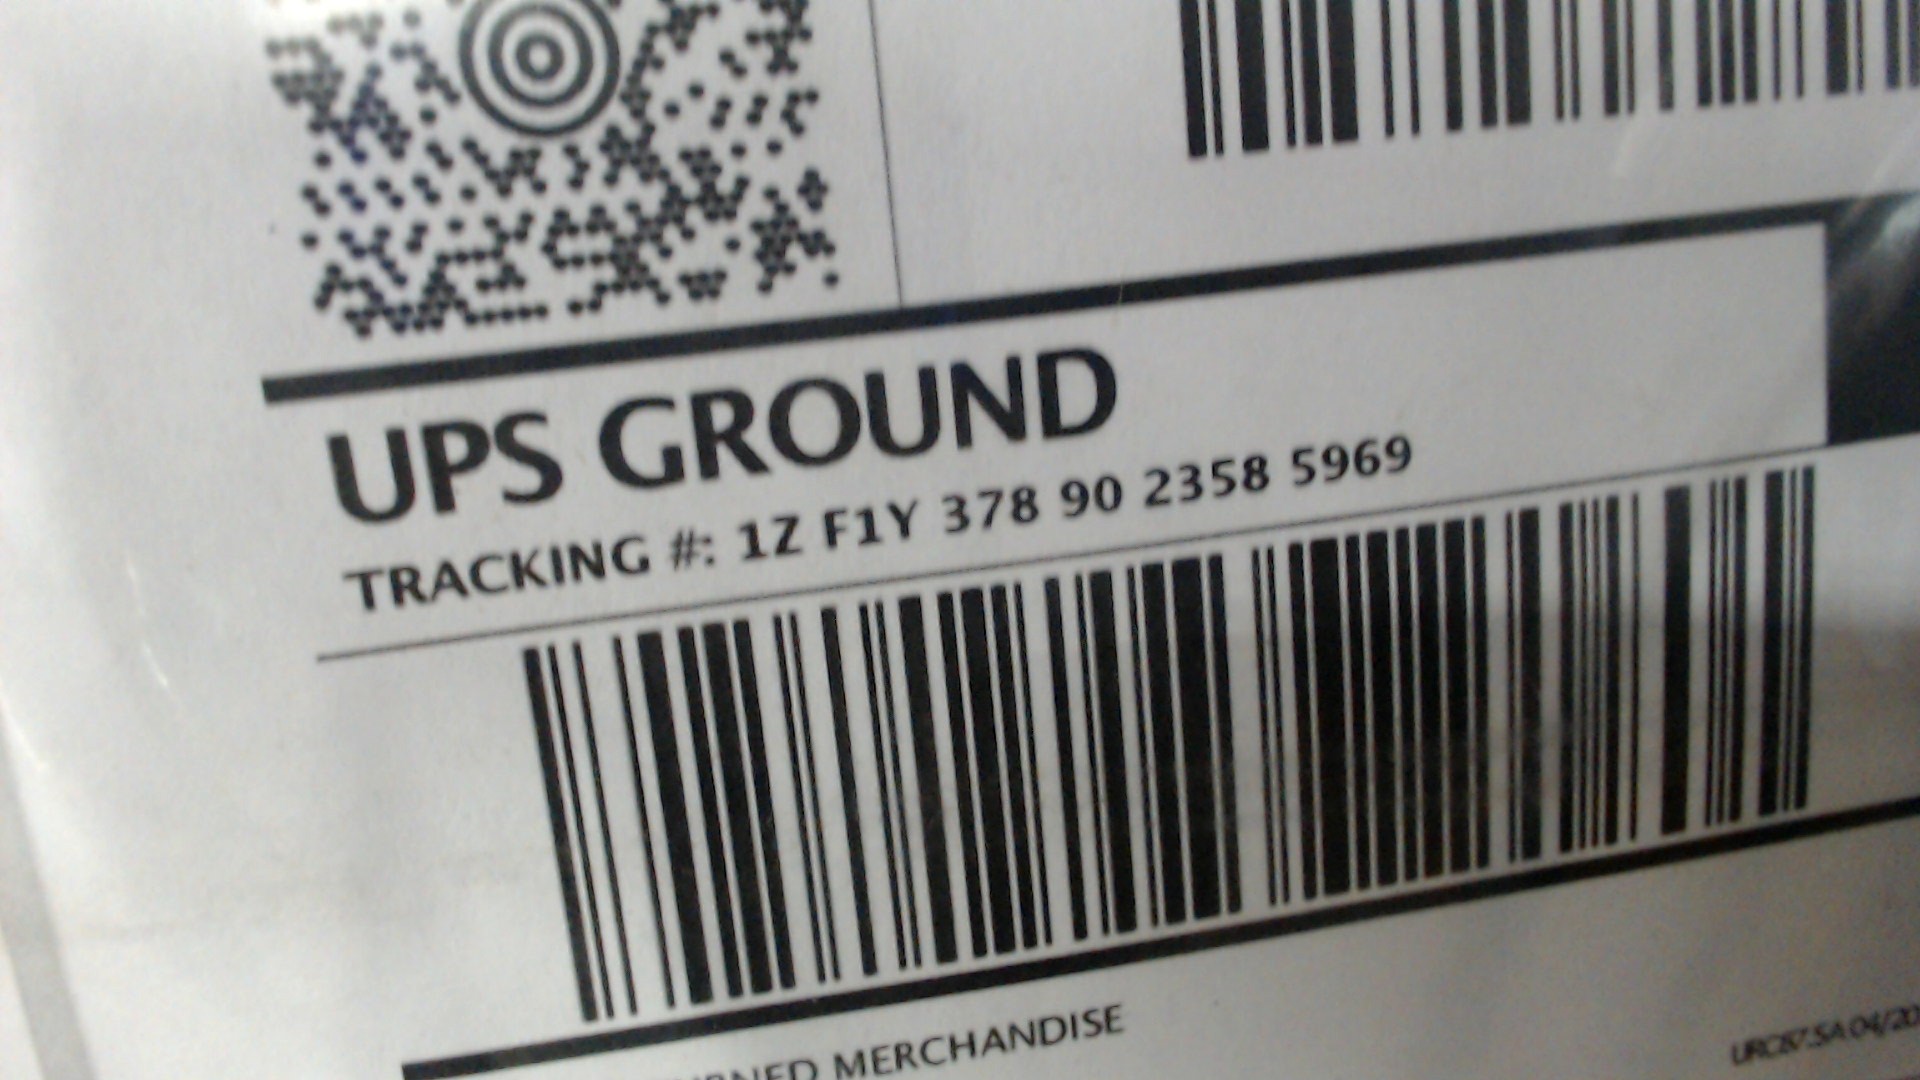 UPS GROUND
TRACKING #: 1Z F1Y 378 90 2358 5969
MERCHANDISE